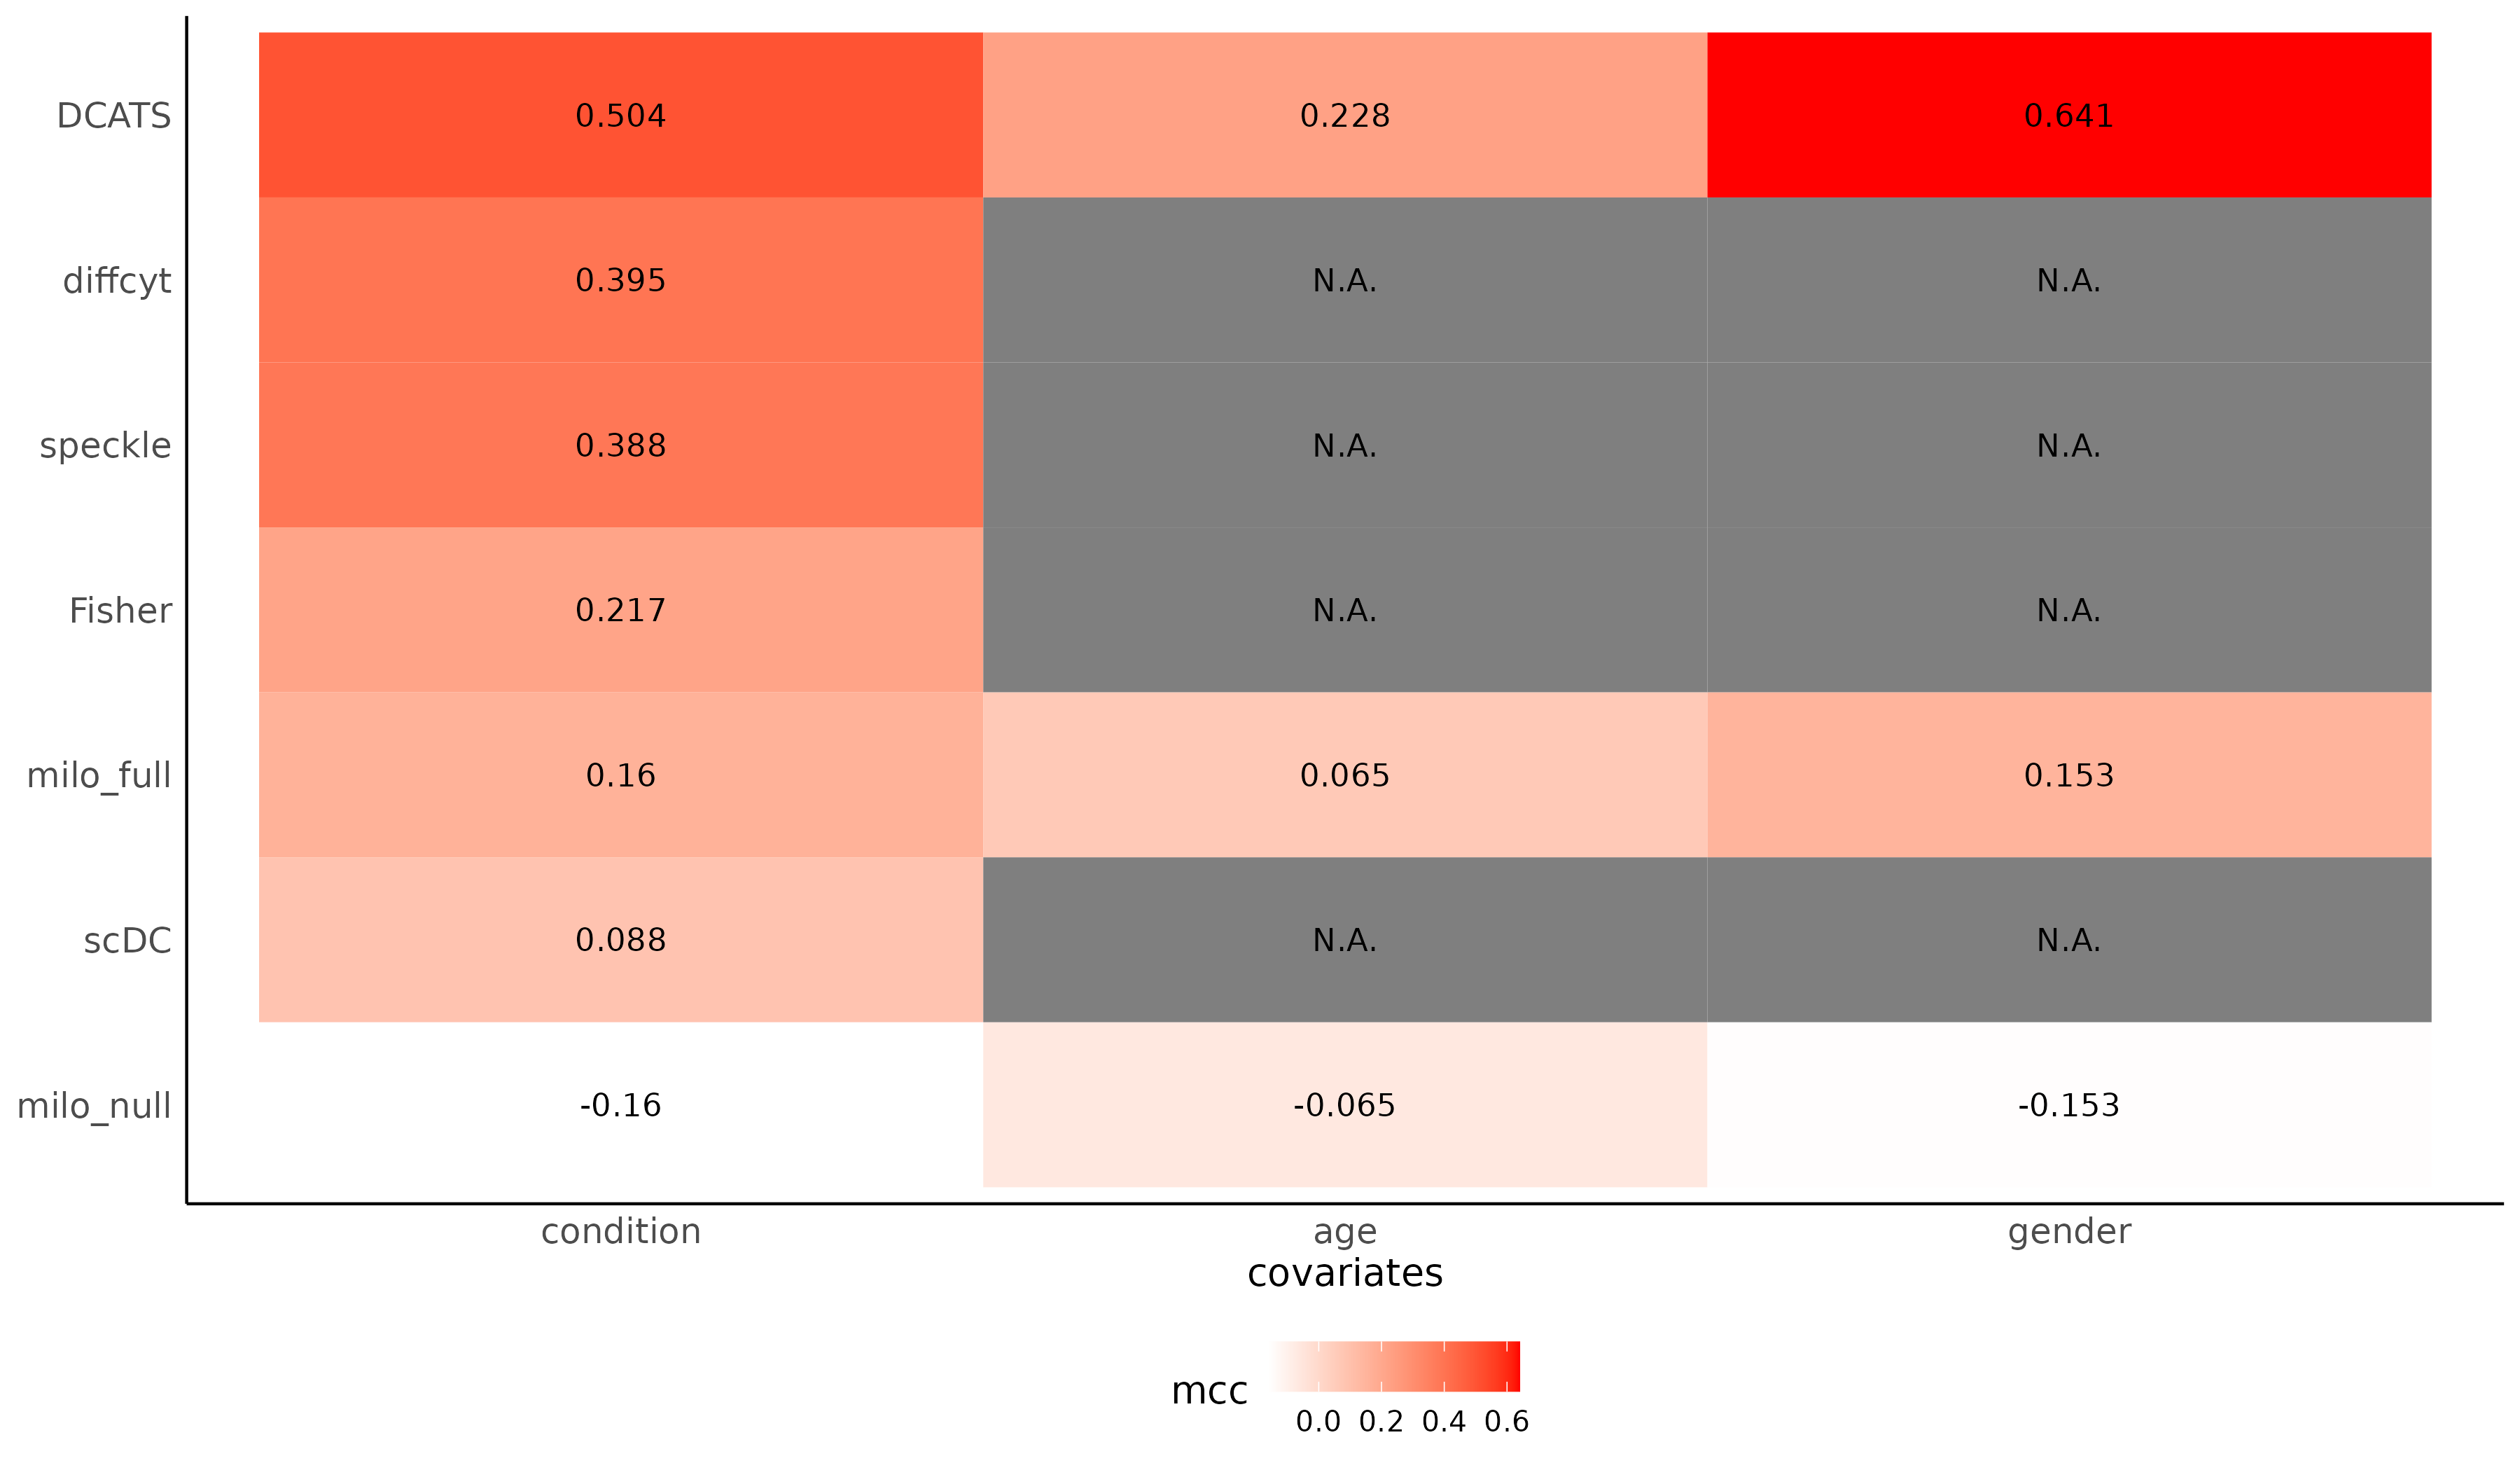 DCATS 0.504 0.228 0.641
diffcyt 0.395 N.A. N.A.
speckle 0.388 N.A. N.A.
Fisher 0.217 N.A. N.A.
milo_full 0.16 0.065 0.153
scDC 0.088 N.A. N.A.
milo_null -0.16 -0.065 -0.153
condition age gender
covariates
mcc
0.0 0.2 0.4 0.6